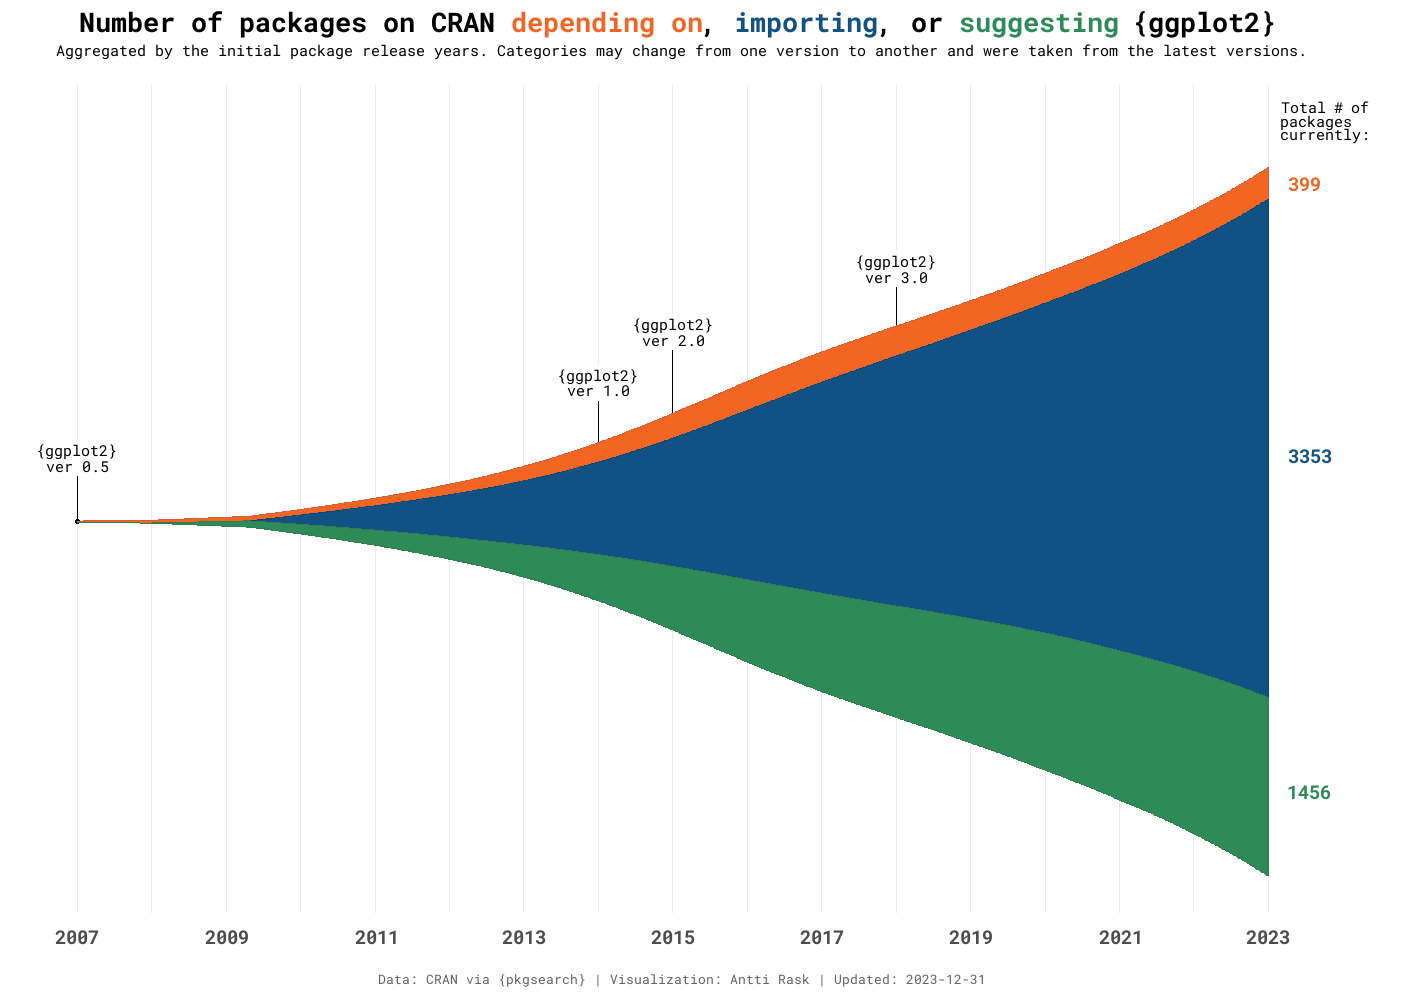 Number of packages on CRAN depending on, importing, or suggesting {ggplot2}
Aggregated by the initial package release years. Categories may change from one version to another and were taken from the latest versions.
Total # of
packages
currently:
399
{ggplot2}
ver 3.0
{ggplot2}
ver 2.0
{ggplot2}
ver 1.0
{ggplot2}
ver 0.5
3353
1456
2007 2009 2011 2013 2015 2017 2019 2021 2023
Data: CRAN via {pkgsearch} | Visualization: Antti Rask | Updated: 2023-12-31